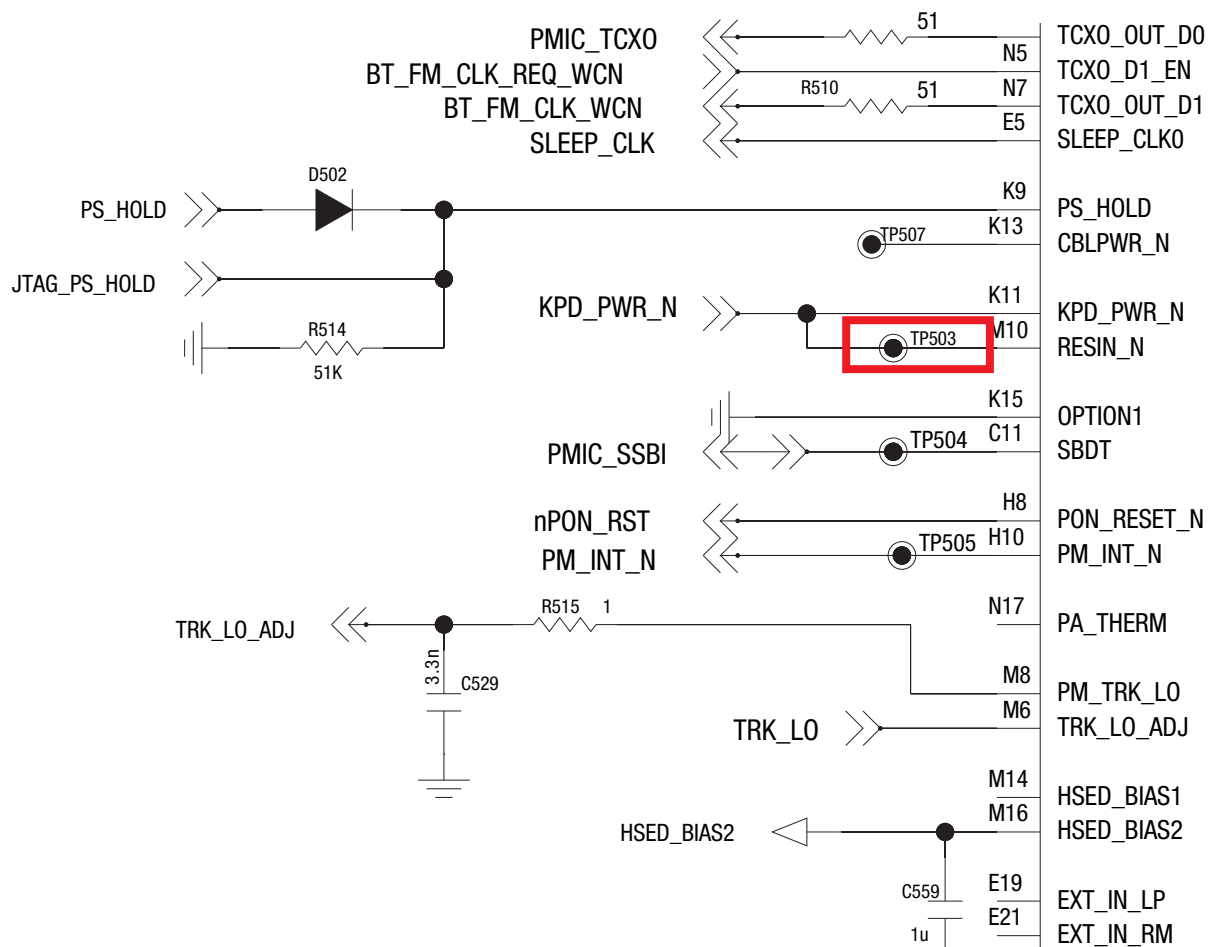 PMIC_TCXO 51 TCXO_OUT_D0
BT_FM_CLK_REQ_WCN N5 TCXO_D1_EN
BT_FM_CLK_WCN R510 51 N7 TCXO_OUT_D1
SLEEP_CLK E5 SLEEP_CLK0
D502
PS_HOLD K9 PS_HOLD
TP507 K13 CBLPWR_N
JTAG_PS_HOLD
KPD_PWR_N K11 KPD_PWR_N
R514 TP503 M10 RESIN_N
51K
K15 OPTION1
PMIC_SSBI TP504 C11 SBDT
nPON_RST H8 PON_RESET_N
PM_INT_N TP505 H10 PM_INT_N
TRK_LO_ADJ R515 1 N17 PA_THERM
3.3n C529
M8 PM_TRK_LO
TRK_LO M6 TRK_LO_ADJ
M14 HSED_BIAS1
HSED_BIAS2 M16 HSED_BIAS2
C559 E19 EXT_IN_LP
1u E21 EXT_IN_RM